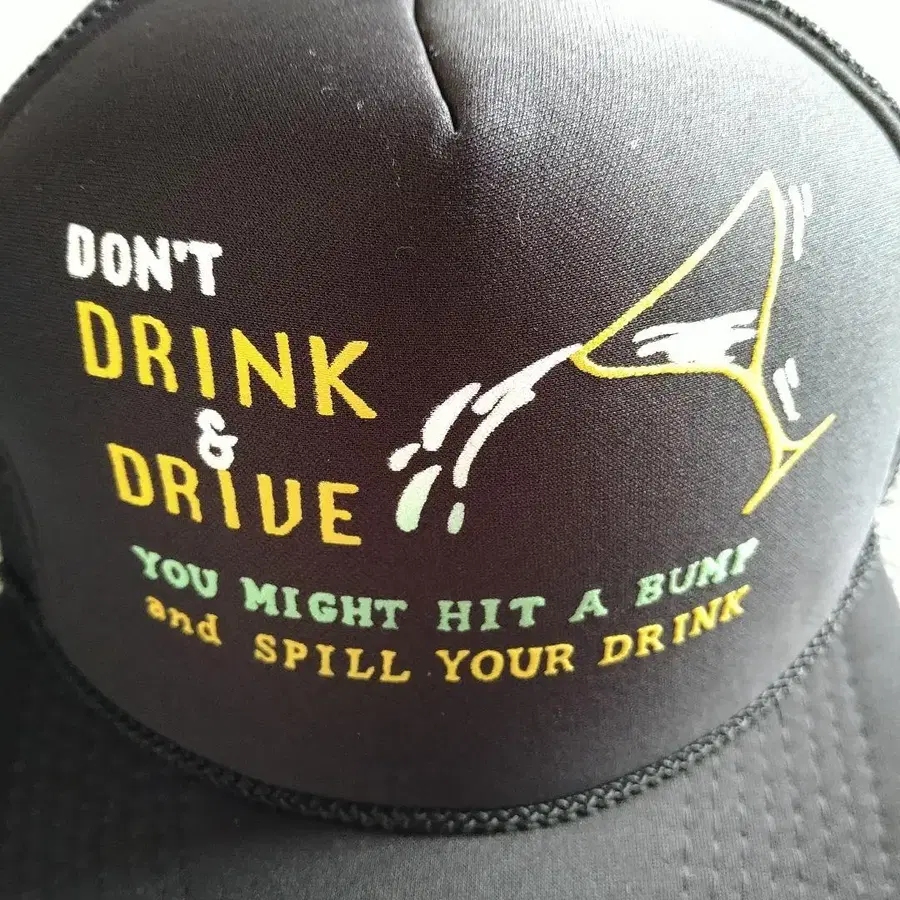 DON'T
DRINK
&
DRIVE
YOU MIGHT HIT A BUMP
and SPILL YOUR DRINK